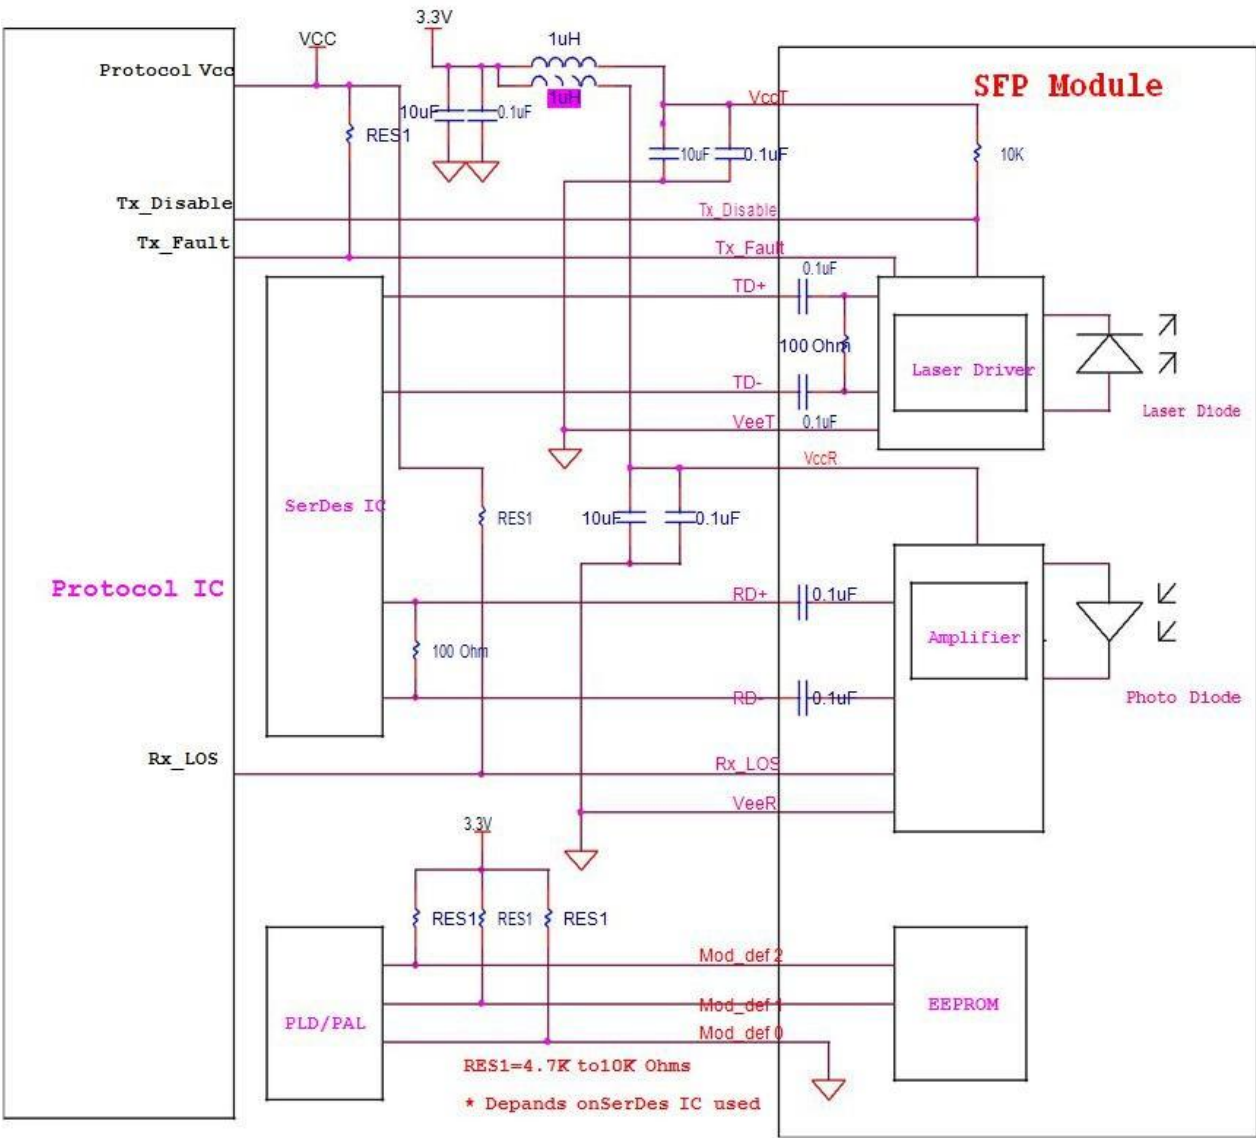 3.3V
VCC
1uH
Protocol Vcc
SFP Module
1uH
VccT
10uF
0.1uF
RES1
10uF
0.1uF
10K
Tx_Disable
Tx_Disable
Tx_Fault
Tx_Fault
0.1uF
TD+
100 Ohm
Laser Driver
TD-
Laser Diode
VeeT
0.1uF
VccR
SerDes IC
RES1
10uF
0.1uF
Protocol IC
RD+
0.1uF
Amplifier
100 Ohm
RD-
0.1uF
Photo Diode
Rx_LOS
Rx_LOS
VeeR
3.3V
RES1
RES1
RES1
Mod_def 2
Mod_def 1
EEPROM
PLD/PAL
Mod_def 0
RES1=4.7K to10K Ohms
* Depands onSerDes IC used